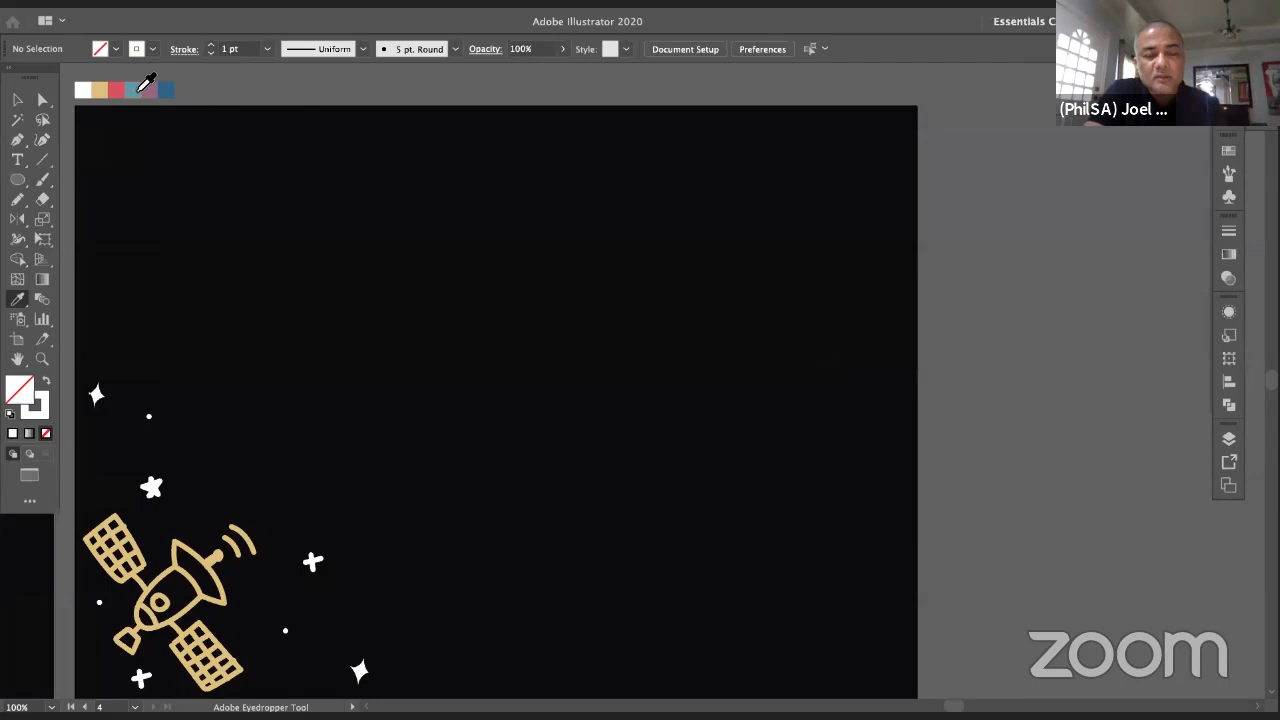 Adobe Illustrator 2020
Essentials C
No Selection
Stroke:
1 pt
Uniform
5 pt. Round
Opacity:
100%
Style:
Document Setup
Preferences
(PhilSA) Joel ...
zoom
100%
4
Adobe Eyedropper Tool